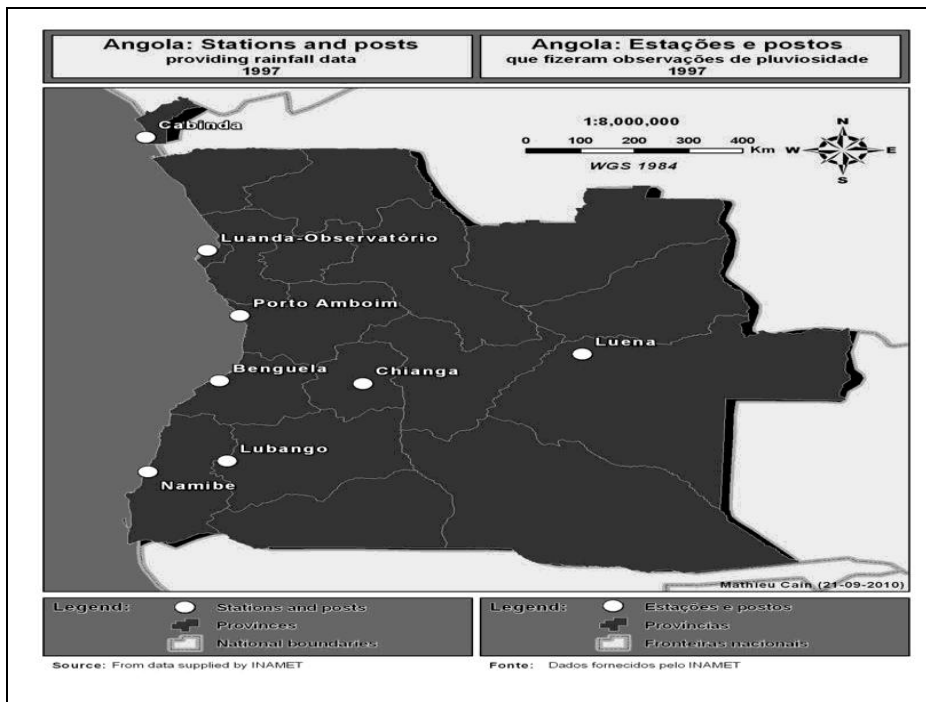 Angola: Stations and posts
providing rainfall data
1997
Angola: Estações e postos
que fizeram observações de pluviosidade
1997
Cabinda
1:8,000,000
0 100 200 300 400
Km
WGS 1984
N
W E
S
Luanda-Observatório
Porto Amboim
Luena
Benguela
Chianga
Lubango
Namibe
Mathieu Cain (21-09-2010)
Legend:
Stations and posts
Provinces
National boundaries
Legend:
Estações e postos
Províncias
Fronteiras nacionais
Source: From data supplied by INAMET
Fonte: Dados fornecidos pelo INAMET